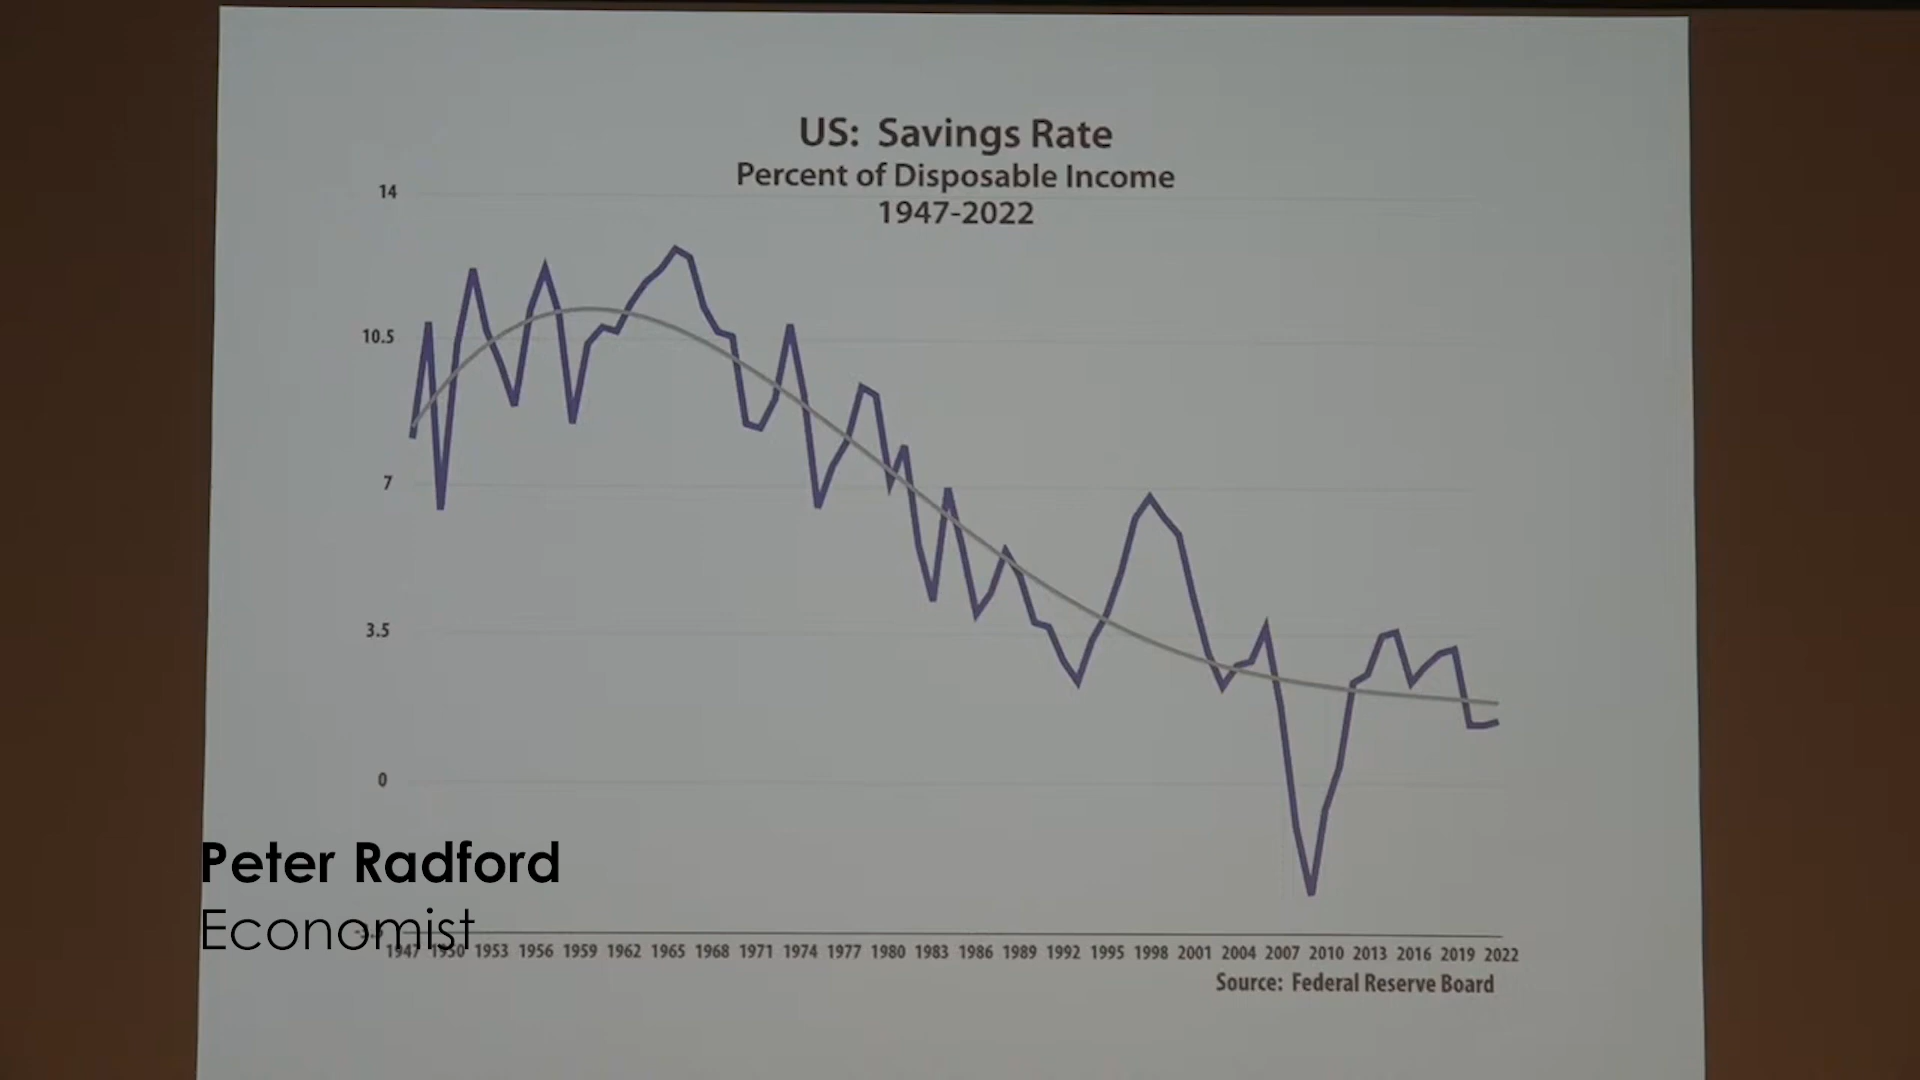 US: Savings Rate
Percent of Disposable Income
1947-2022
14
10.5
7
3.5
0
Peter Radford
Economist
1947 1950 1953 1956 1959 1962 1965 1968 1971 1974 1977 1980 1983 1986 1989 1992 1995 1998 2001 2004 2007 2010 2013 2016 2019 2022
Source: Federal Reserve Board